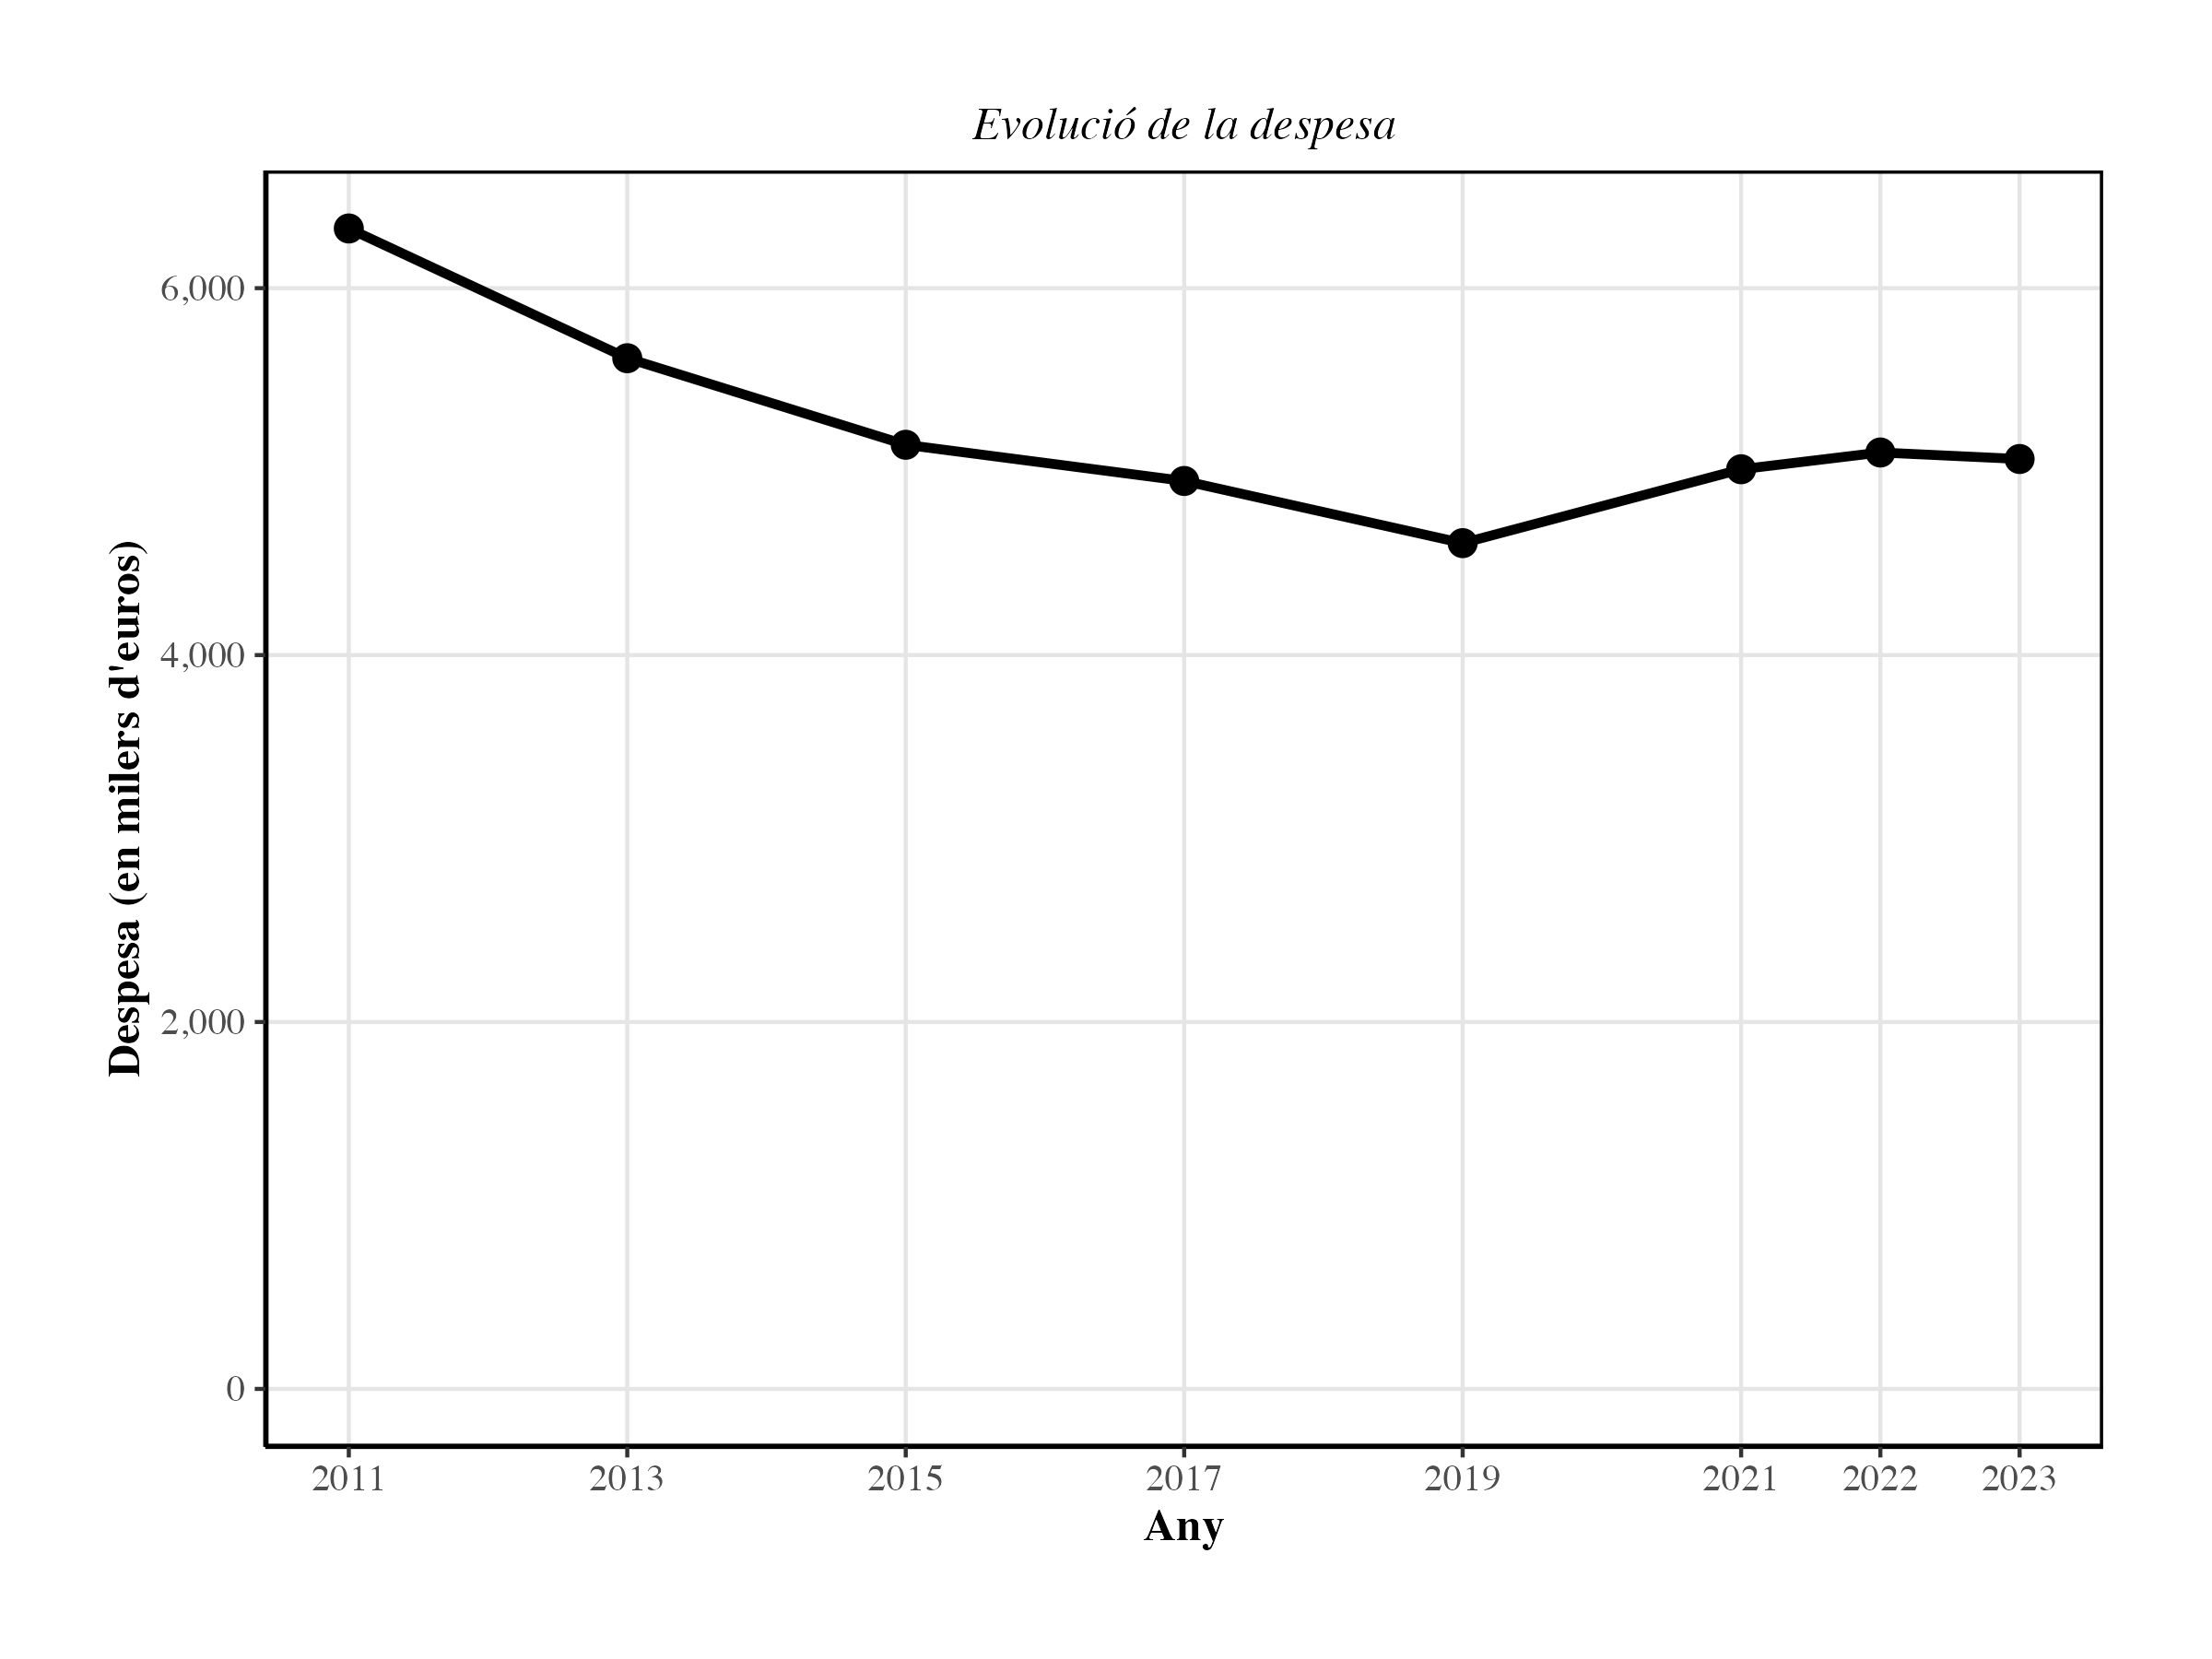 Evolució de la despesa
Despesa (en milers d'euros)
6,000
4,000
2,000
0
2011 2013 2015 2017 2019 2021 2022 2023
Any